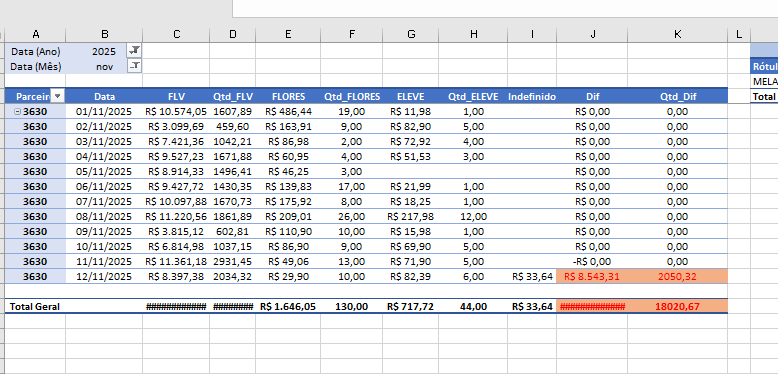 A B C D E F G H I J K L
Data (Ano) 2025
Data (Mês) nov
Rótul
MELA
Parceir Data FLV Qtd_FLV FLORES Qtd_FLORES ELEVE Qtd_ELEVE Indefinido Dif Qtd_Dif Total
3630 01/11/2025 R$ 10.574,05 1607,89 R$ 486,44 19,00 R$ 11,98 1,00 R$ 0,00 0,00
3630 02/11/2025 R$ 3.099,69 459,60 R$ 163,91 9,00 R$ 82,90 5,00 R$ 0,00 0,00
3630 03/11/2025 R$ 7.421,36 1042,21 R$ 86,98 2,00 R$ 72,92 4,00 R$ 0,00 0,00
3630 04/11/2025 R$ 9.527,23 1671,88 R$ 60,95 4,00 R$ 51,53 3,00 R$ 0,00 0,00
3630 05/11/2025 R$ 8.914,33 1496,41 R$ 46,25 3,00 R$ 0,00 0,00
3630 06/11/2025 R$ 9.427,72 1430,35 R$ 139,83 17,00 R$ 21,99 1,00 R$ 0,00 0,00
3630 07/11/2025 R$ 10.097,88 1670,73 R$ 175,92 8,00 R$ 18,25 1,00 R$ 0,00 0,00
3630 08/11/2025 R$ 11.220,56 1861,89 R$ 209,01 26,00 R$ 217,98 12,00 R$ 0,00 0,00
3630 09/11/2025 R$ 3.815,12 602,81 R$ 110,90 10,00 R$ 15,98 1,00 R$ 0,00 0,00
3630 10/11/2025 R$ 6.814,98 1037,15 R$ 86,90 9,00 R$ 69,90 5,00 R$ 0,00 0,00
3630 11/11/2025 R$ 11.361,18 2931,45 R$ 49,06 13,00 R$ 71,90 5,00 -R$ 0,00 0,00
3630 12/11/2025 R$ 8.397,38 2034,32 R$ 29,90 10,00 R$ 82,39 6,00 R$ 33,64 R$ 8.543,31 2050,32
Total Geral ############ ######## R$ 1.646,05 130,00 R$ 717,72 44,00 R$ 33,64 ############# 18020,67